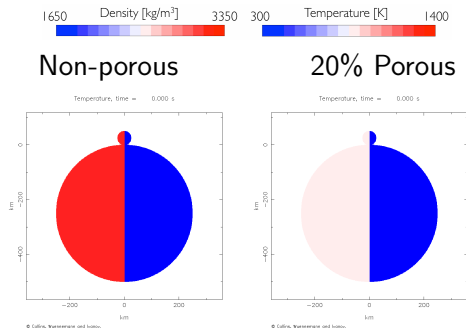 Density [kg/m³]
1650 3350
Temperature [K]
300 1400
Non-porous
20% Porous
Temperature, time = 0.000 s
0
−200
−400
km
−200 0 200
km
© Collins, Wuennemann and Ivanov.
Temperature, time = 0.000 s
0
−200
−400
km
−200 0 200
km
© Collins, Wuennemann and Ivanov.